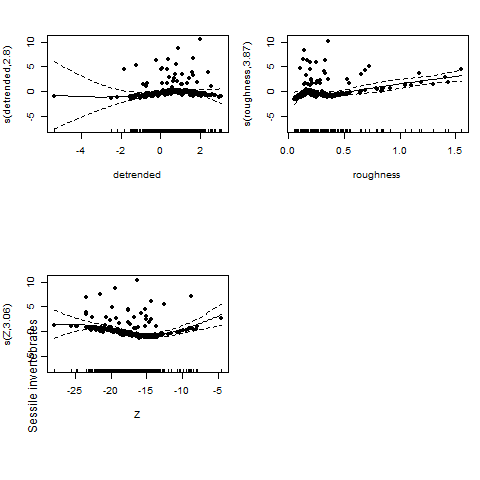 s(detrended,2.8)
-5 0 5 10
-4 -2 0 2
detrended
s(roughness,3.87)
-5 0 5 10
0.0 0.5 1.0 1.5
roughness
s(Z,3.06)
-5 0 5 10
-25 -20 -15 -10 -5
Z
Sessile invertebrates